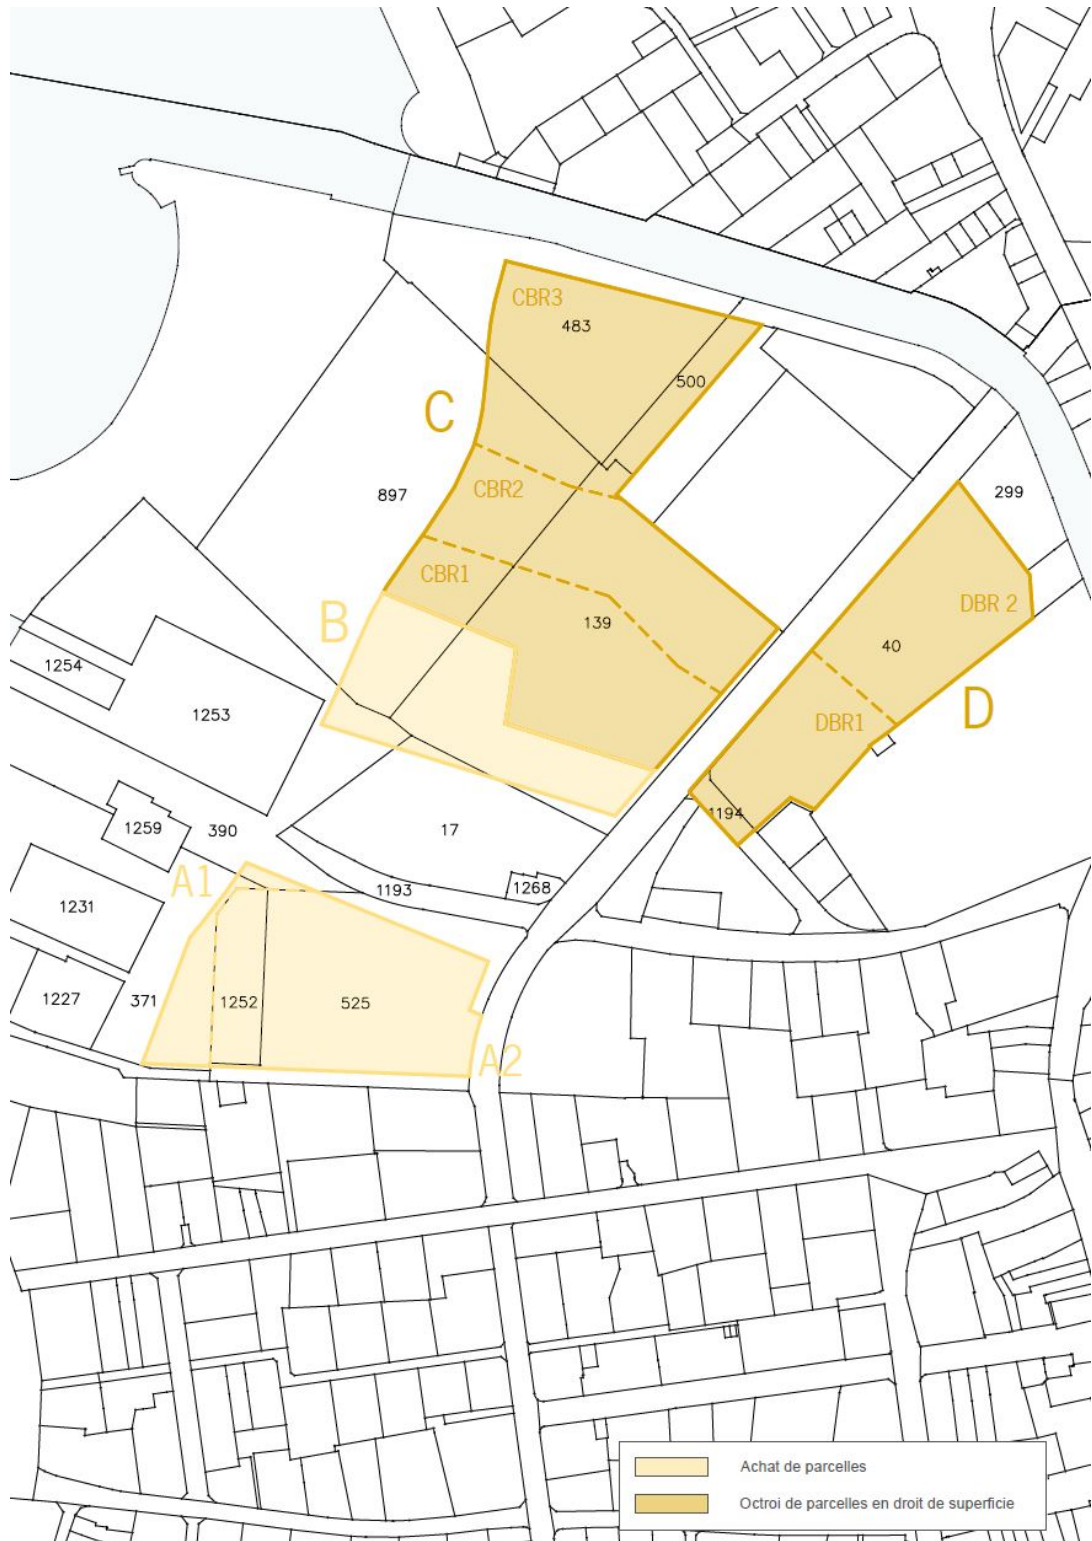 CBR3
483
500
C
299
897
CBR2
CBR1
DBR 2
B
139
40
1254
1253
DBR1
D
1194
1259
390
17
A1
1193
1268
1231
1227
371
1252
525
A2
Achat de parcelles
Octroi de parcelles en droit de superficie